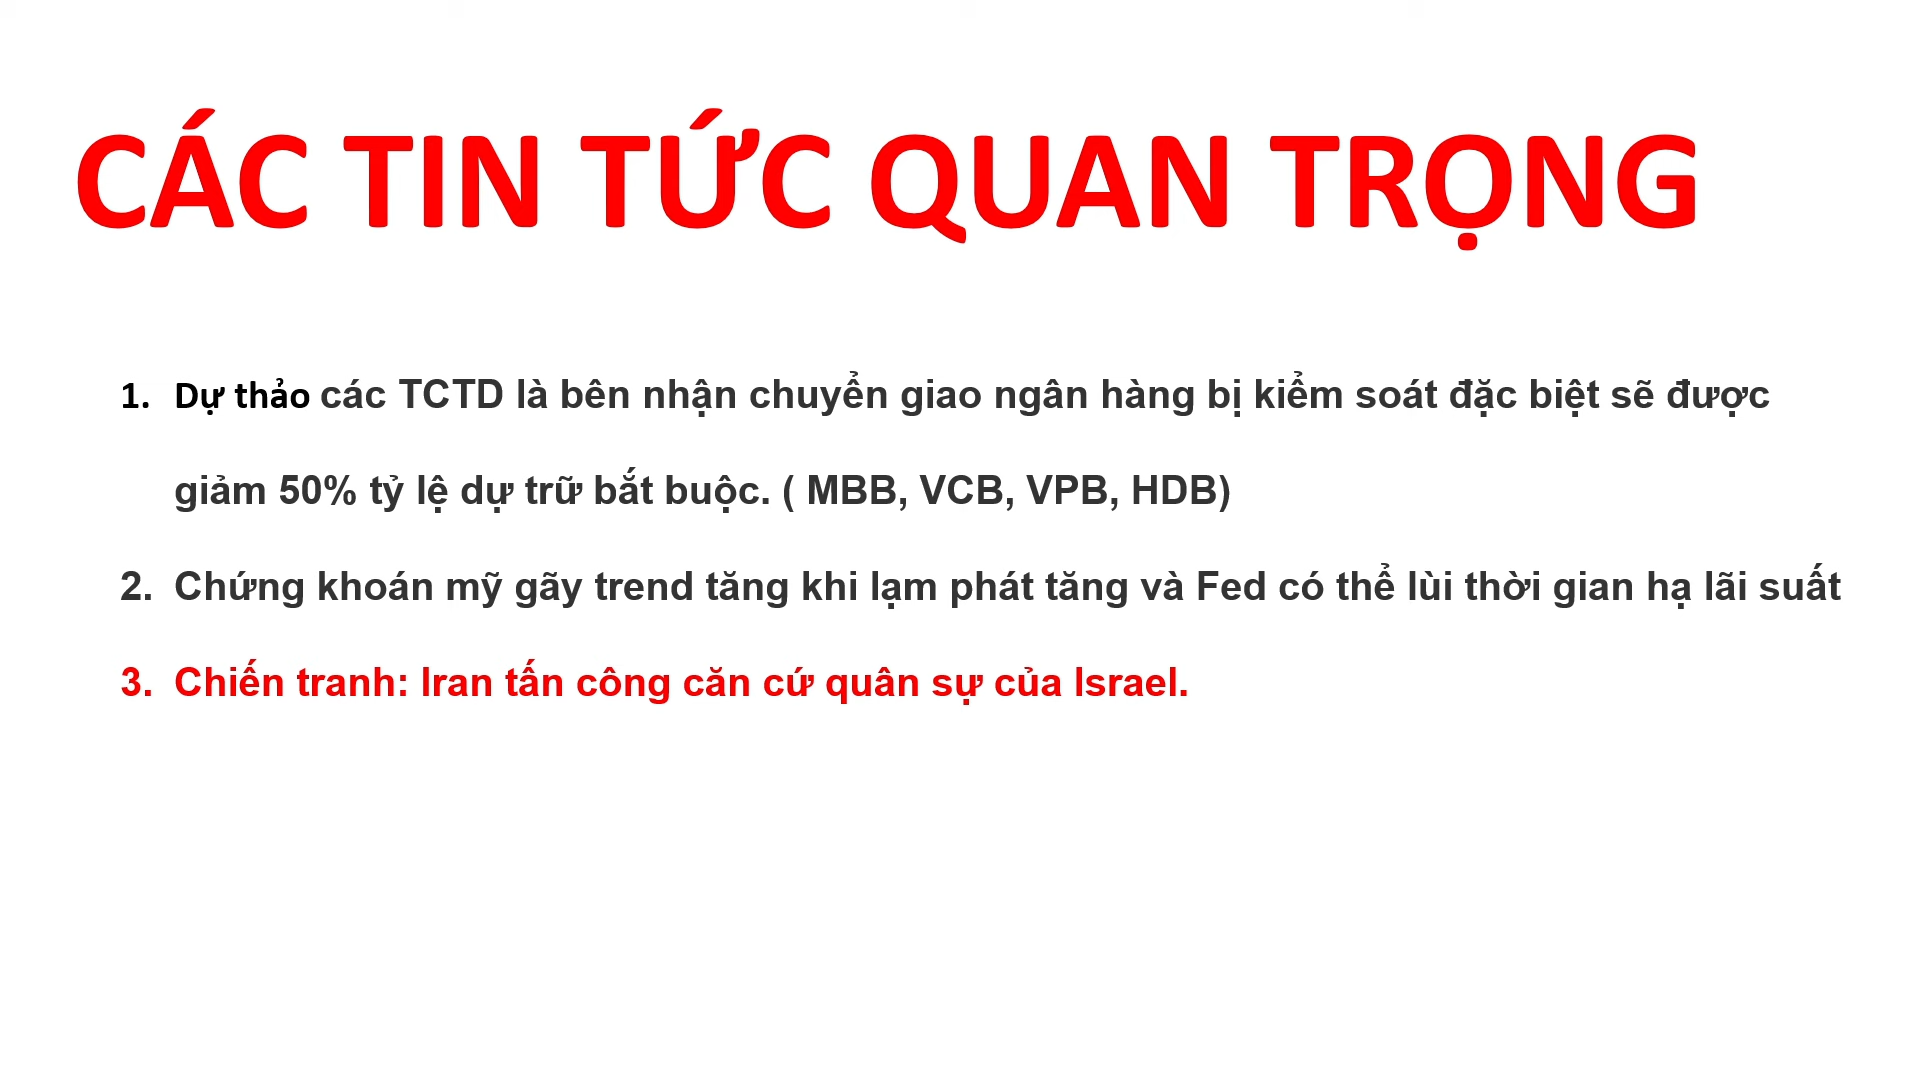 CÁC TIN TỨC QUAN TRỌNG
1. Dự thảo các TCTD là bên nhận chuyển giao ngân hàng bị kiểm soát đặc biệt sẽ được
giảm 50% tỷ lệ dự trữ bắt buộc. ( MBB, VCB, VPB, HDB)
2. Chứng khoán mỹ gãy trend tăng khi lạm phát tăng và Fed có thể lùi thời gian hạ lãi suất
3. Chiến tranh: Iran tấn công căn cứ quân sự của Israel.